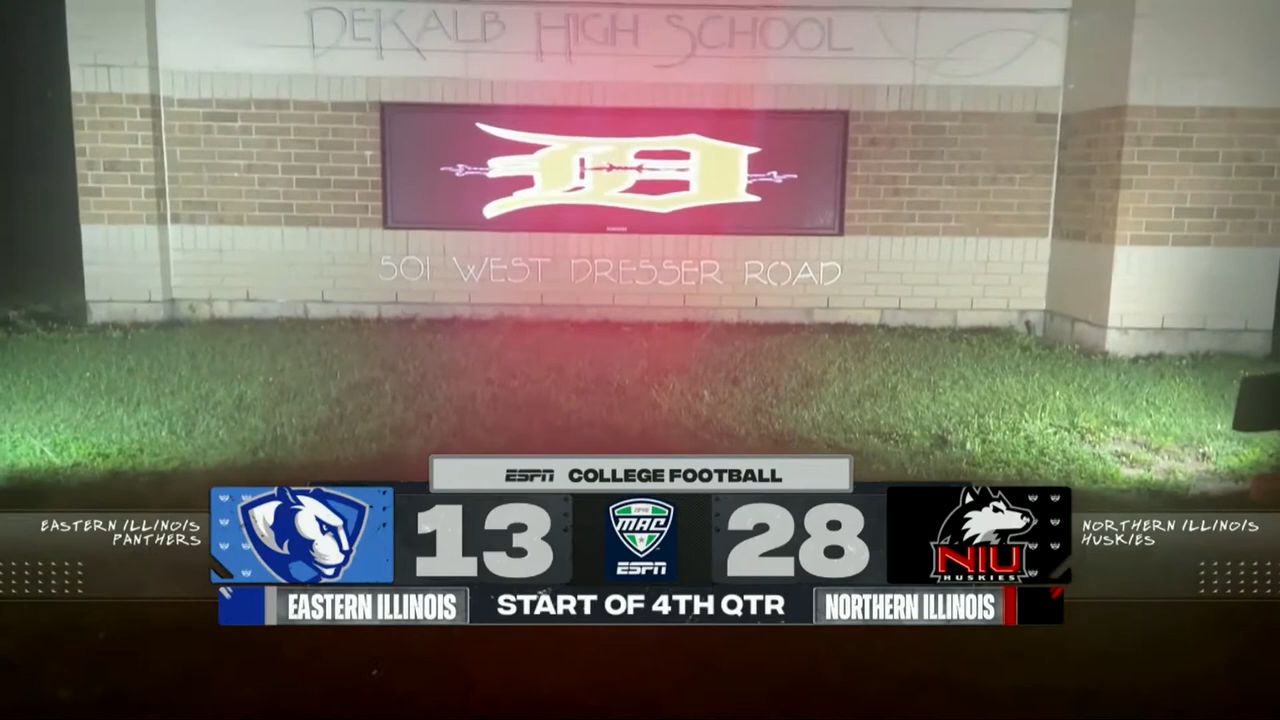 DEKALB HIGH SCHOOL
D
501 WEST DRESSER ROAD
ESPN COLLEGE FOOTBALL
EASTERN ILLINOIS
PANTHERS
13
MAC
ESPN
28
NIU
HUSKIES
NORTHERN ILLINOIS
HUSKIES
EASTERN ILLINOIS
START OF 4TH QTR
NORTHERN ILLINOIS